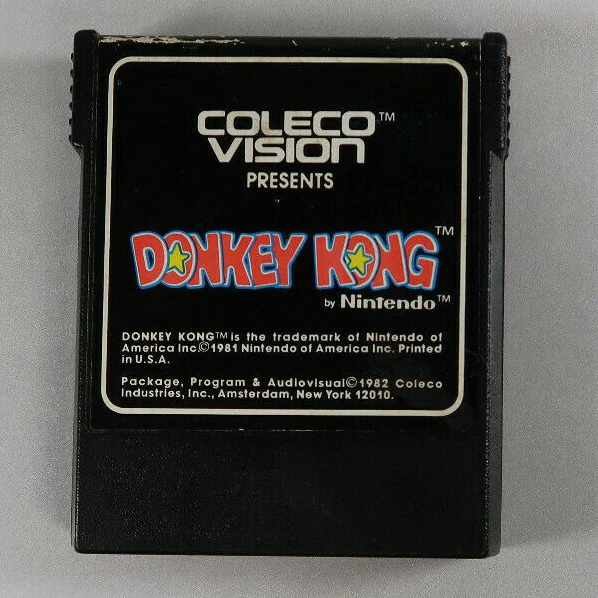 COLECO™
VISION
PRESENTS
DONKEY KONG™
by Nintendo™
DONKEY KONG™ is the trademark of Nintendo of
America Inc©1981 Nintendo of America Inc. Printed
in U.S.A.
Package, Program & Audiovisual©1982 Coleco
Industries, Inc., Amsterdam, New York 12010.